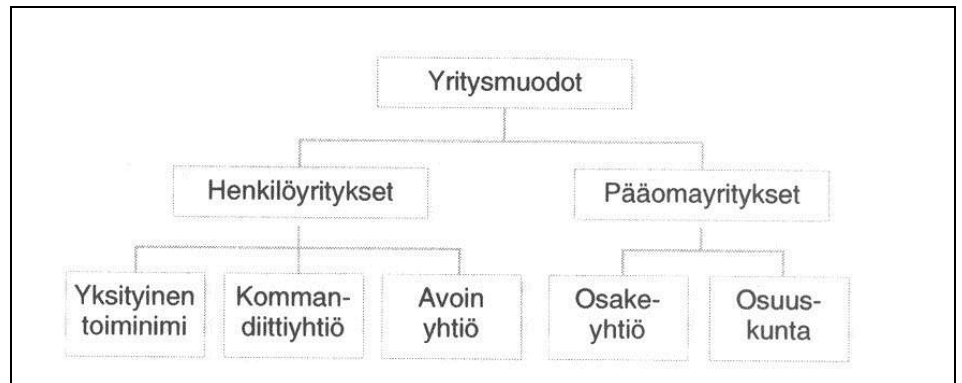 Yritysmuodot
Henkilöyritykset
Pääomayritykset
Yksityinen
toiminimi
Komman-
diittiyhtiö
Avoin
yhtiö
Osake-
yhtiö
Osuus-
kunta